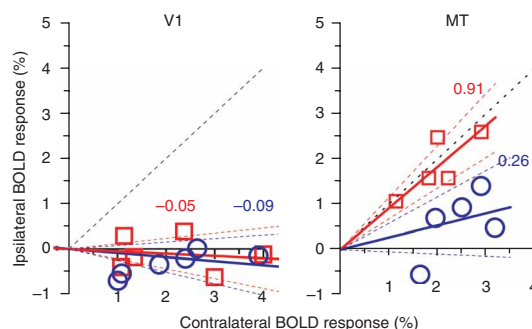 V1 MT
5 5
4 4
3 3 0.91
2 2
1 −0.05 −0.09 1 0.26
0 0
−1 1 2 3 4 −1 1 2 3
Ipsilateral BOLD response (%)
Contralateral BOLD response (%)